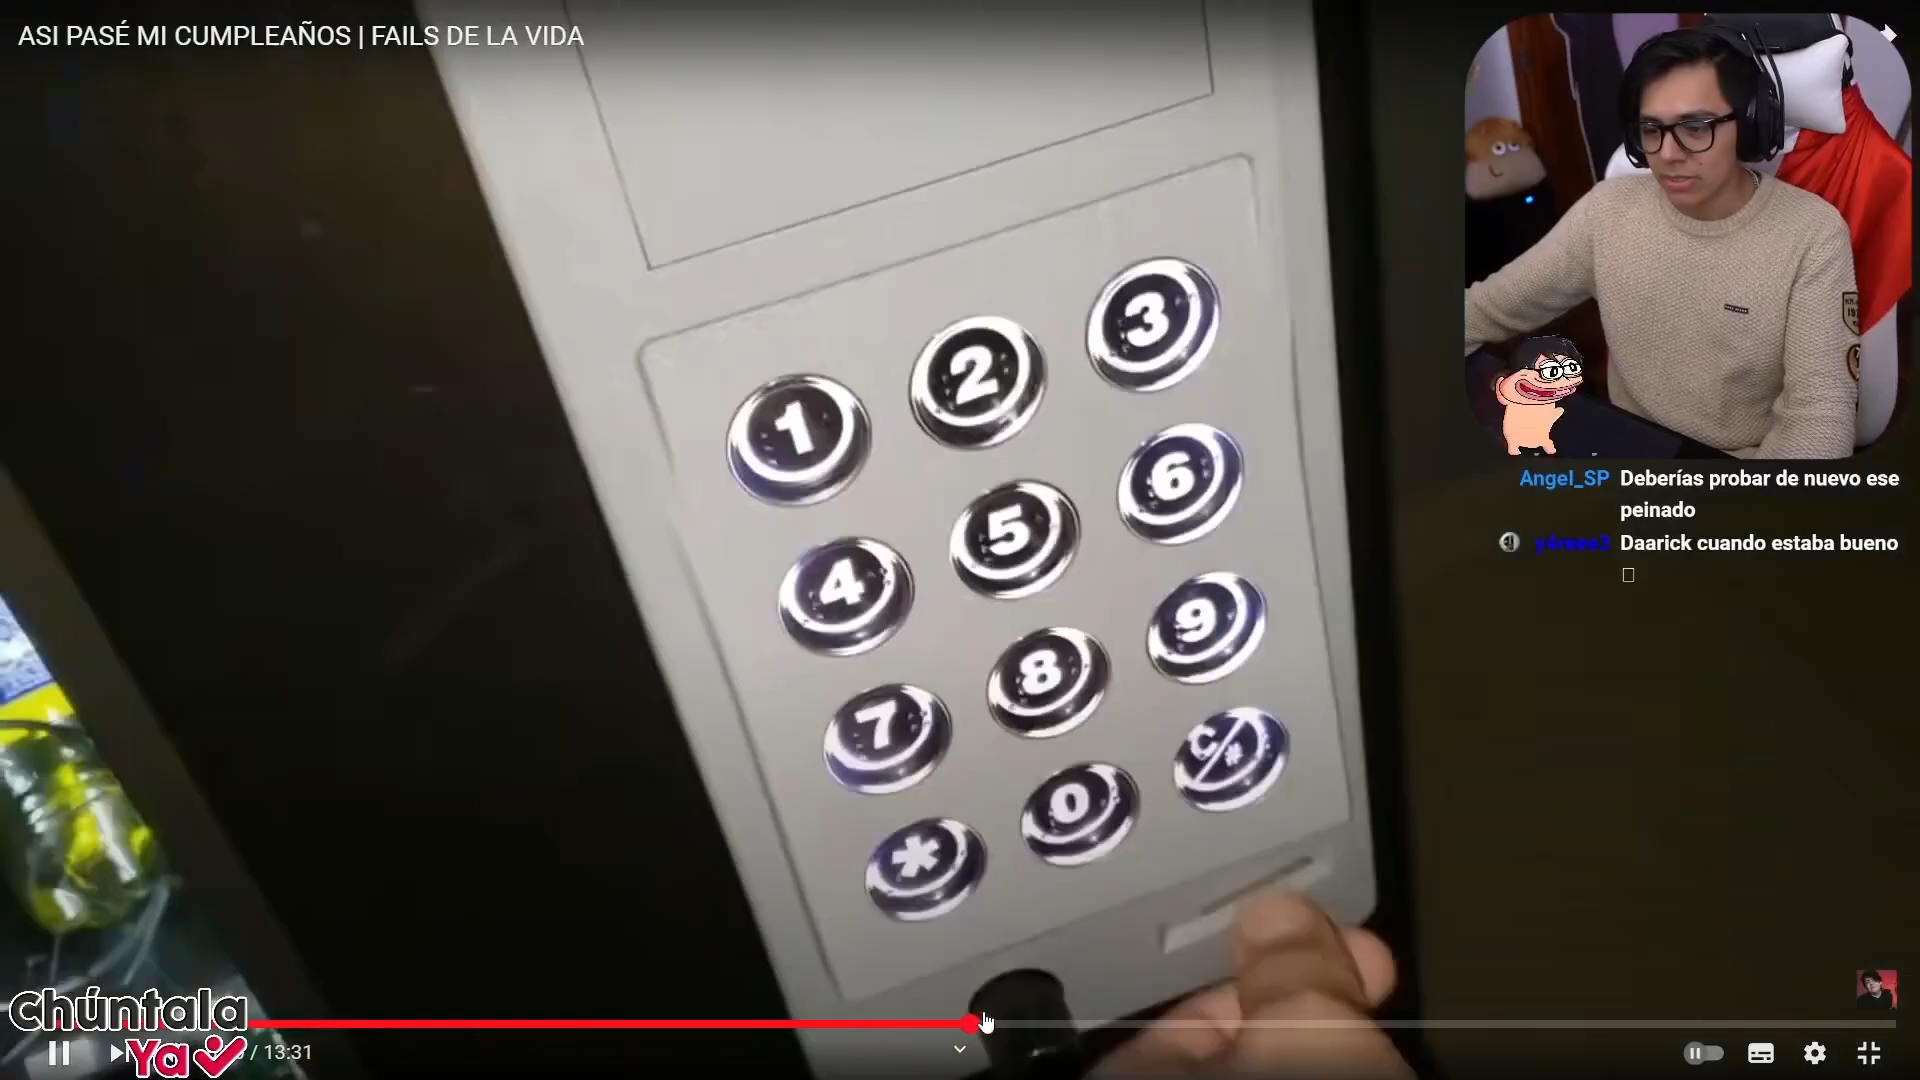 ASI PASÉ MI CUMPLEAÑOS | FAILS DE LA VIDA
1
2
3
4
5
6
7
8
9
*
0
C/*
Angel_SP Deberías probar de nuevo ese
peinado
Daarick cuando estaba bueno
Chúntala
Ya
/ 13:31